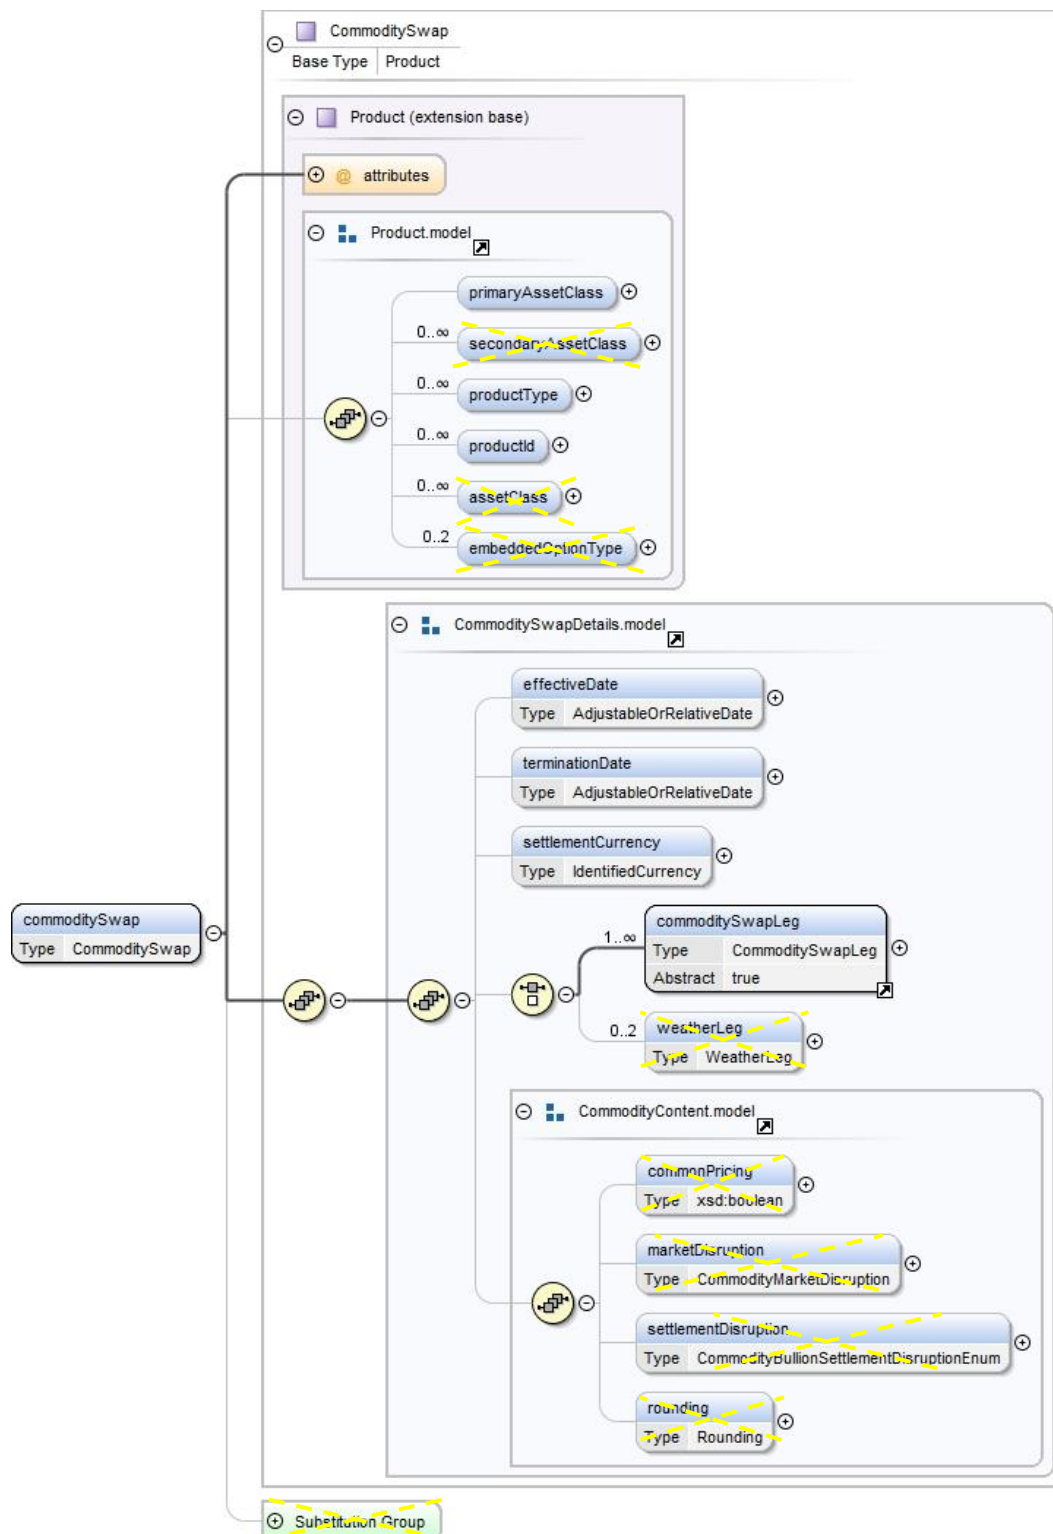 CommoditySwap
Base Type Product
Product (extension base)
@ attributes
Product.model
primaryAssetClass
0..∞
secondaryAssetClass
0..∞
productType
0..∞
productId
0..∞
assetClass
0..2
embeddedOptionType
CommoditySwapDetails.model
effectiveDate
Type AdjustableOrRelativeDate
terminationDate
Type AdjustableOrRelativeDate
settlementCurrency
Type IdentifiedCurrency
commoditySwap
Type CommoditySwap
1..∞
commoditySwapLeg
Type CommoditySwapLeg
Abstract true
0..2
weatherLeg
Type WeatherLeg
CommodityContent.model
commonPricing
Type xsd:boolean
marketDisruption
Type CommodityMarketDisruption
settlementDisruption
Type CommodityBullionSettlementDisruptionEnum
rounding
Type Rounding
Substitution Group